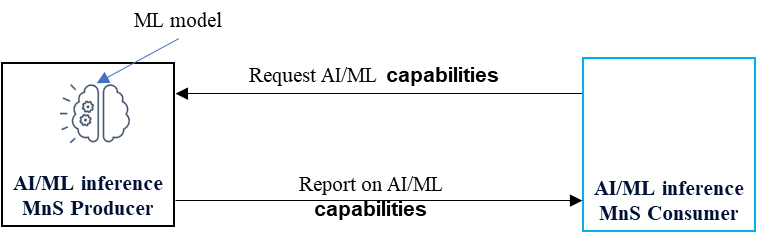 ML model
Request AI/ML capabilities
AI/ML inference
MnS Producer
Report on AI/ML
capabilities
AI/ML inference
MnS Consumer